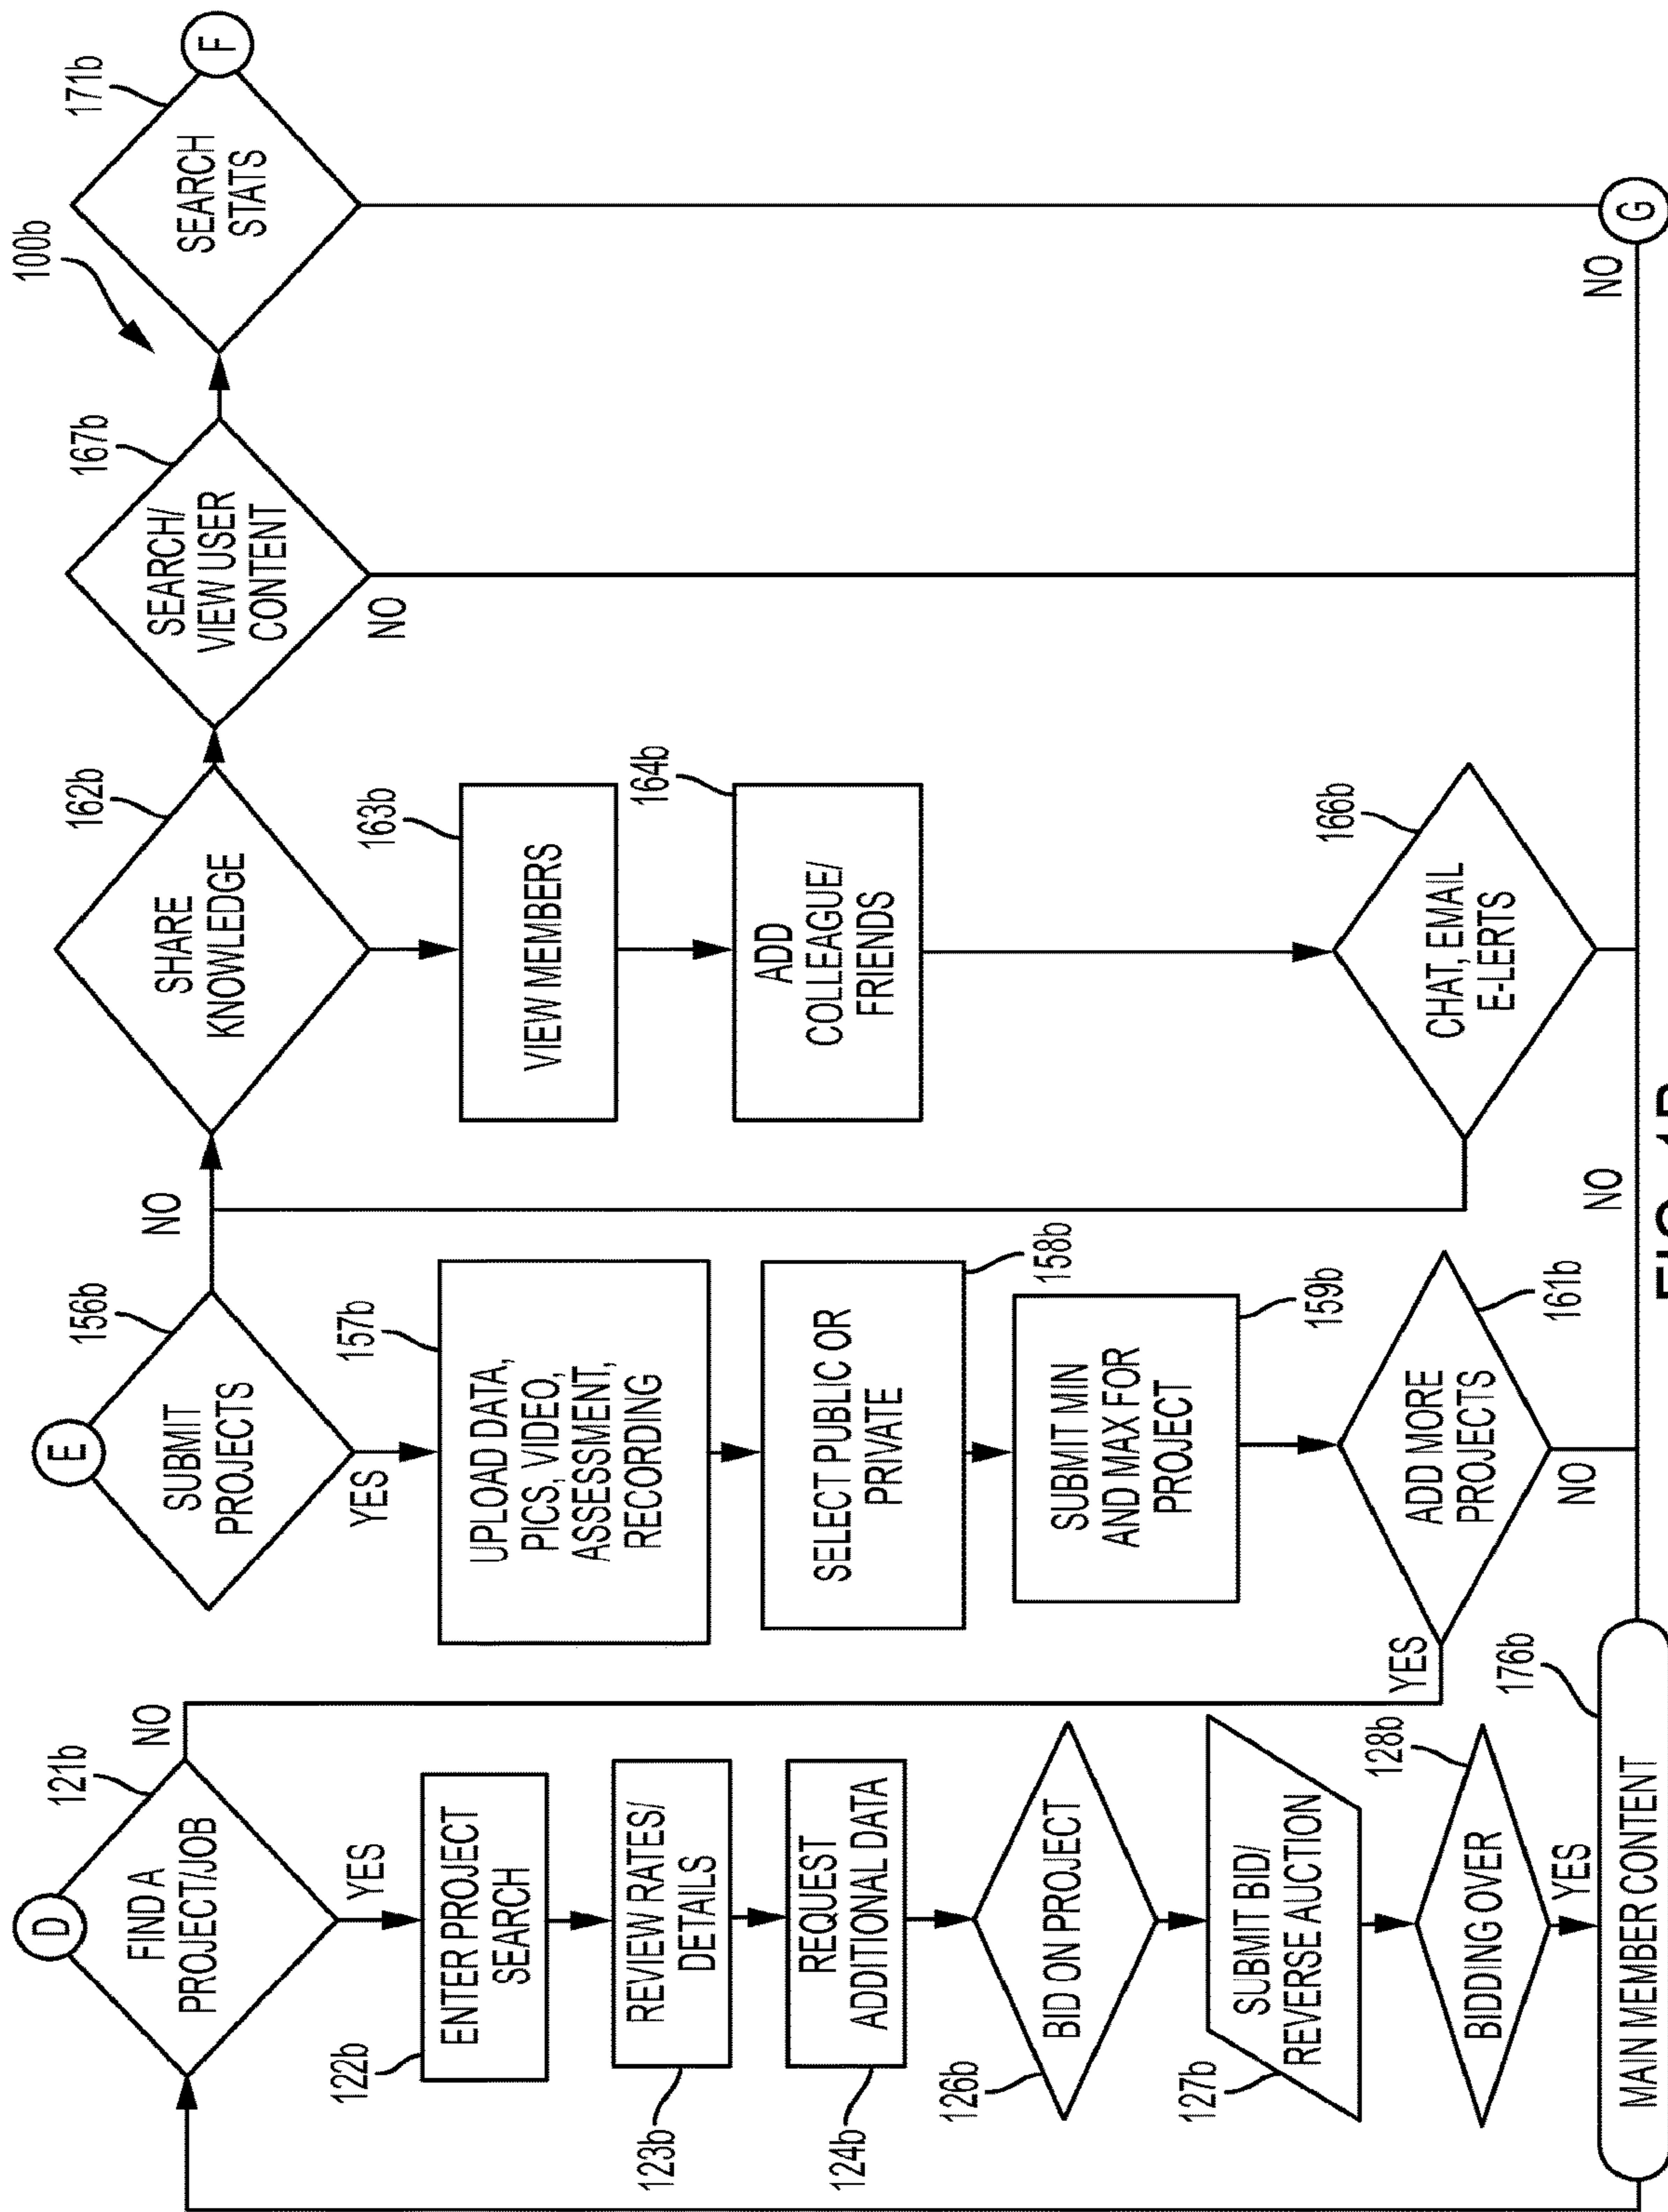 100b
D
121b
FIND A
PROJECT/JOB
NO
YES
122b
ENTER PROJECT
SEARCH
123b
REVIEW RATES/
DETAILS
124b
REQUEST
ADDITIONAL DATA
126b
BID ON PROJECT
127b
SUBMIT BID/
REVERSE AUCTION
128b
BIDDING OVER
YES
176b
MAIN MEMBER CONTENT
E
156b
SUBMIT
PROJECTS
NO
YES
157b
UPLOAD DATA,
PICS, VIDEO,
ASSESSMENT,
RECORDING
158b
SELECT PUBLIC OR
PRIVATE
159b
SUBMIT MIN
AND MAX FOR
PROJECT
161b
ADD MORE
PROJECTS
YES
NO
162b
SHARE
KNOWLEDGE
163b
VIEW MEMBERS
164b
ADD
COLLEAGUE/
FRIENDS
166b
CHAT, EMAIL
E-LERTS
NO
167b
SEARCH/
VIEW USER
CONTENT
NO
171b
SEARCH
STATS
F
NO
G